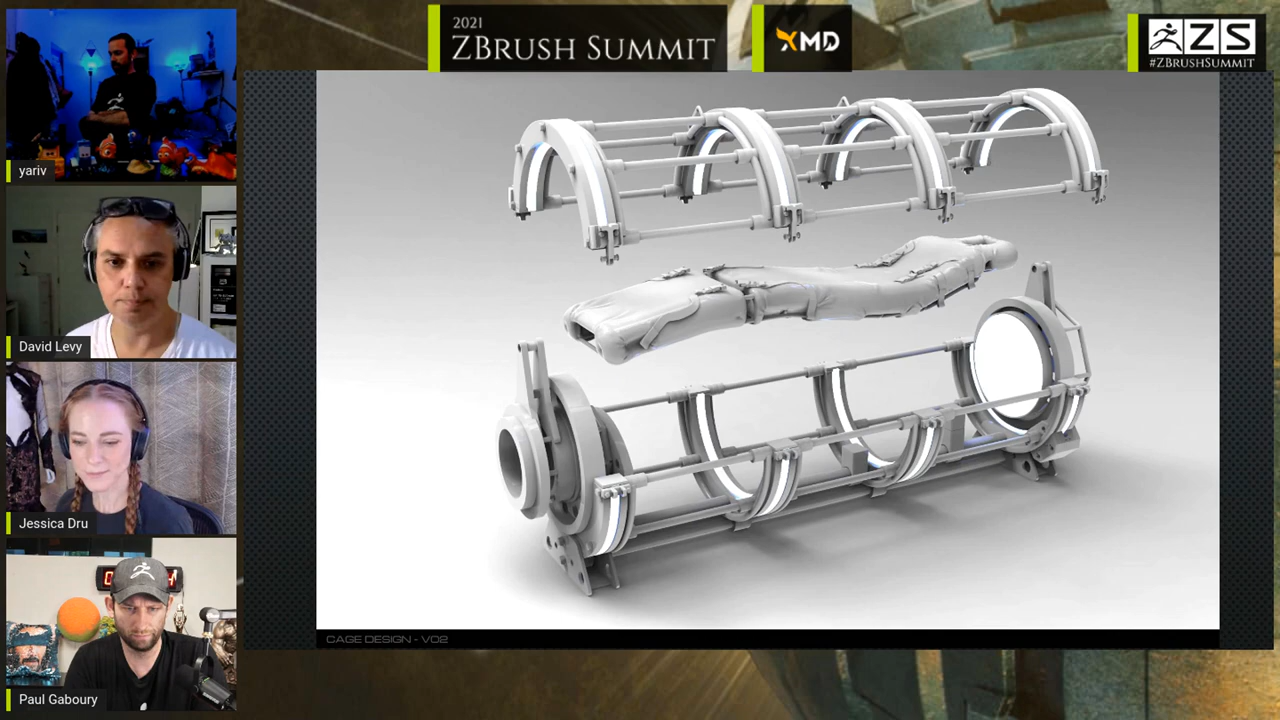 2021
ZBRUSH SUMMIT
XMD
ZS
#ZBRUSHSUMMIT
yariv
David Levy
Jessica Dru
Paul Gaboury
CAGE DESIGN - V02